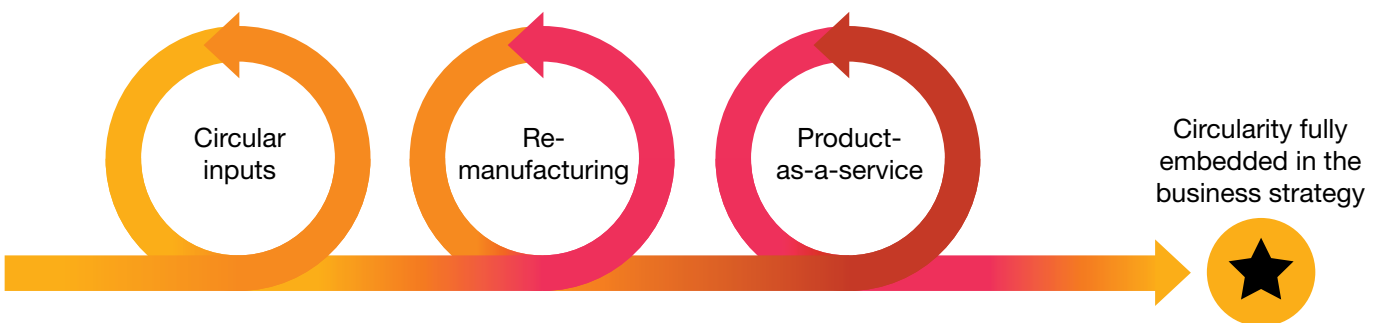 Circular
inputs
Re-
manufacturing
Product-
as-a-service
Circularity fully
embedded in the
business strategy